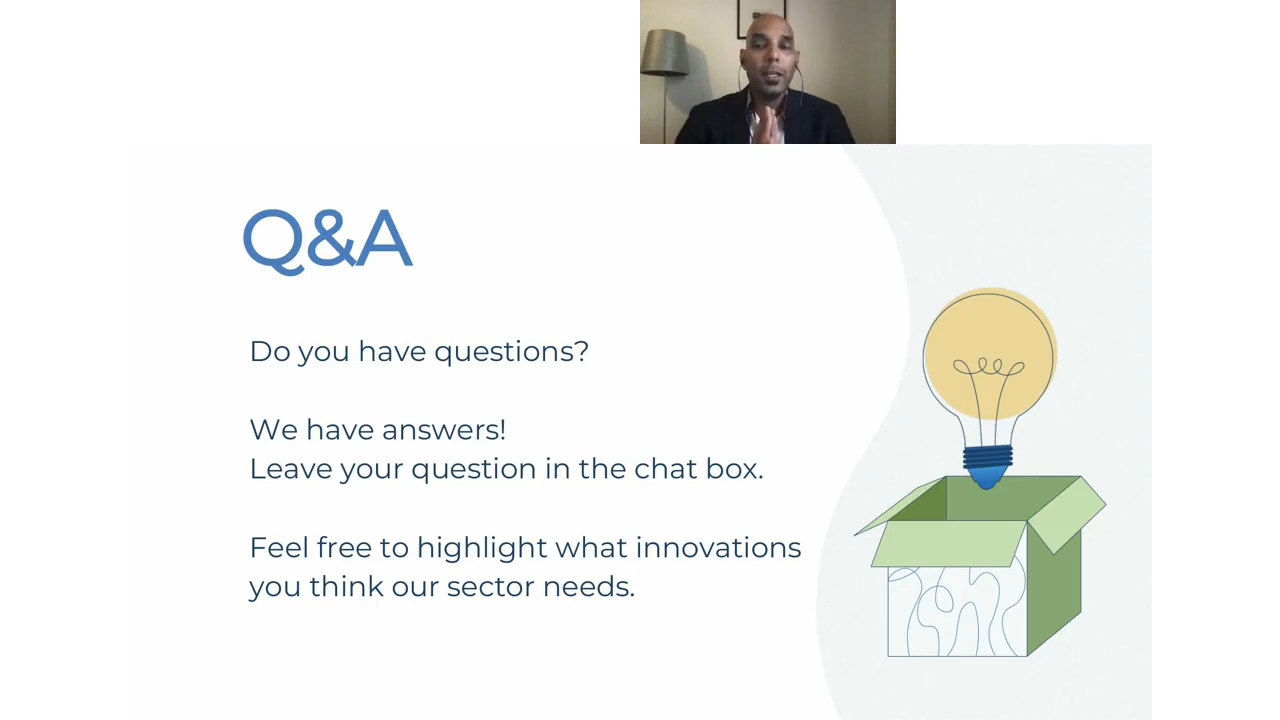 Q&A
Do you have questions?
We have answers!
Leave your question in the chat box.
Feel free to highlight what innovations
you think our sector needs.